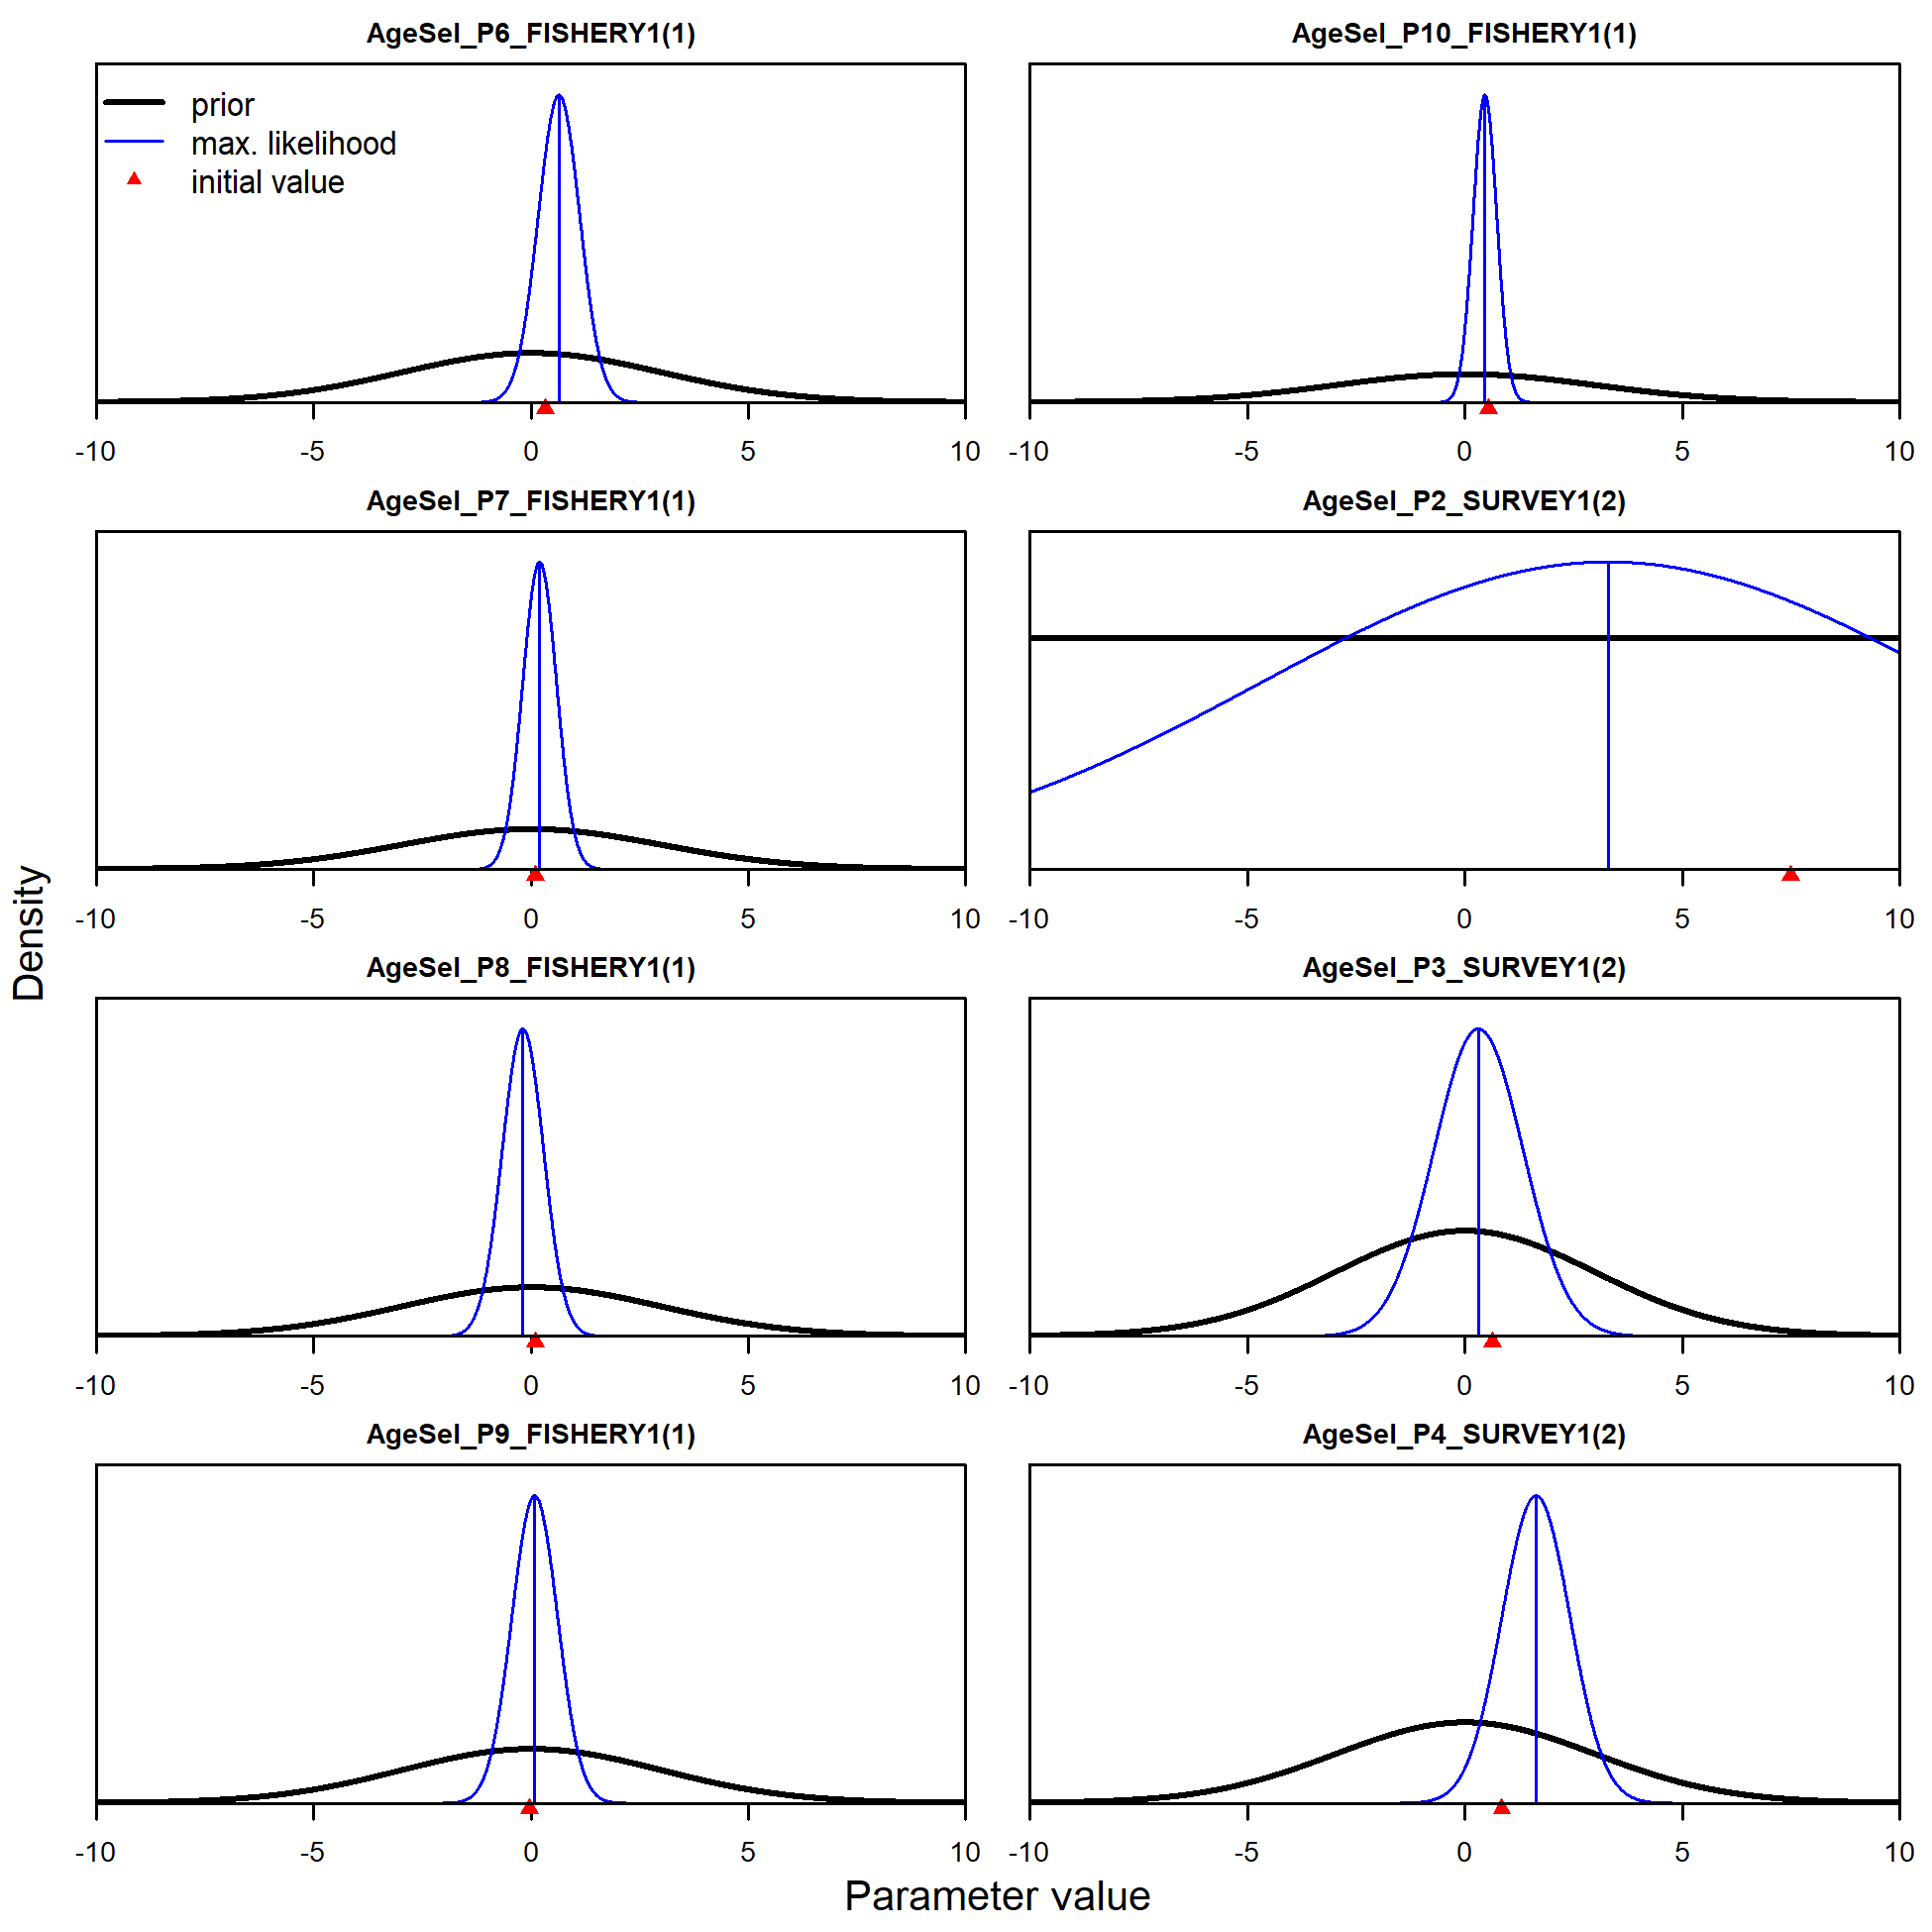 AgeSel_P6_FISHERY1(1)
prior
max. likelihood
initial value
-10 -5 0 5 10
AgeSel_P10_FISHERY1(1)
-10 -5 0 5 10
AgeSel_P7_FISHERY1(1)
-10 -5 0 5 10
AgeSel_P2_SURVEY1(2)
-10 -5 0 5 10
AgeSel_P8_FISHERY1(1)
-10 -5 0 5 10
AgeSel_P3_SURVEY1(2)
-10 -5 0 5 10
AgeSel_P9_FISHERY1(1)
-10 -5 0 5 10
AgeSel_P4_SURVEY1(2)
-10 -5 0 5 10
Density
Parameter value